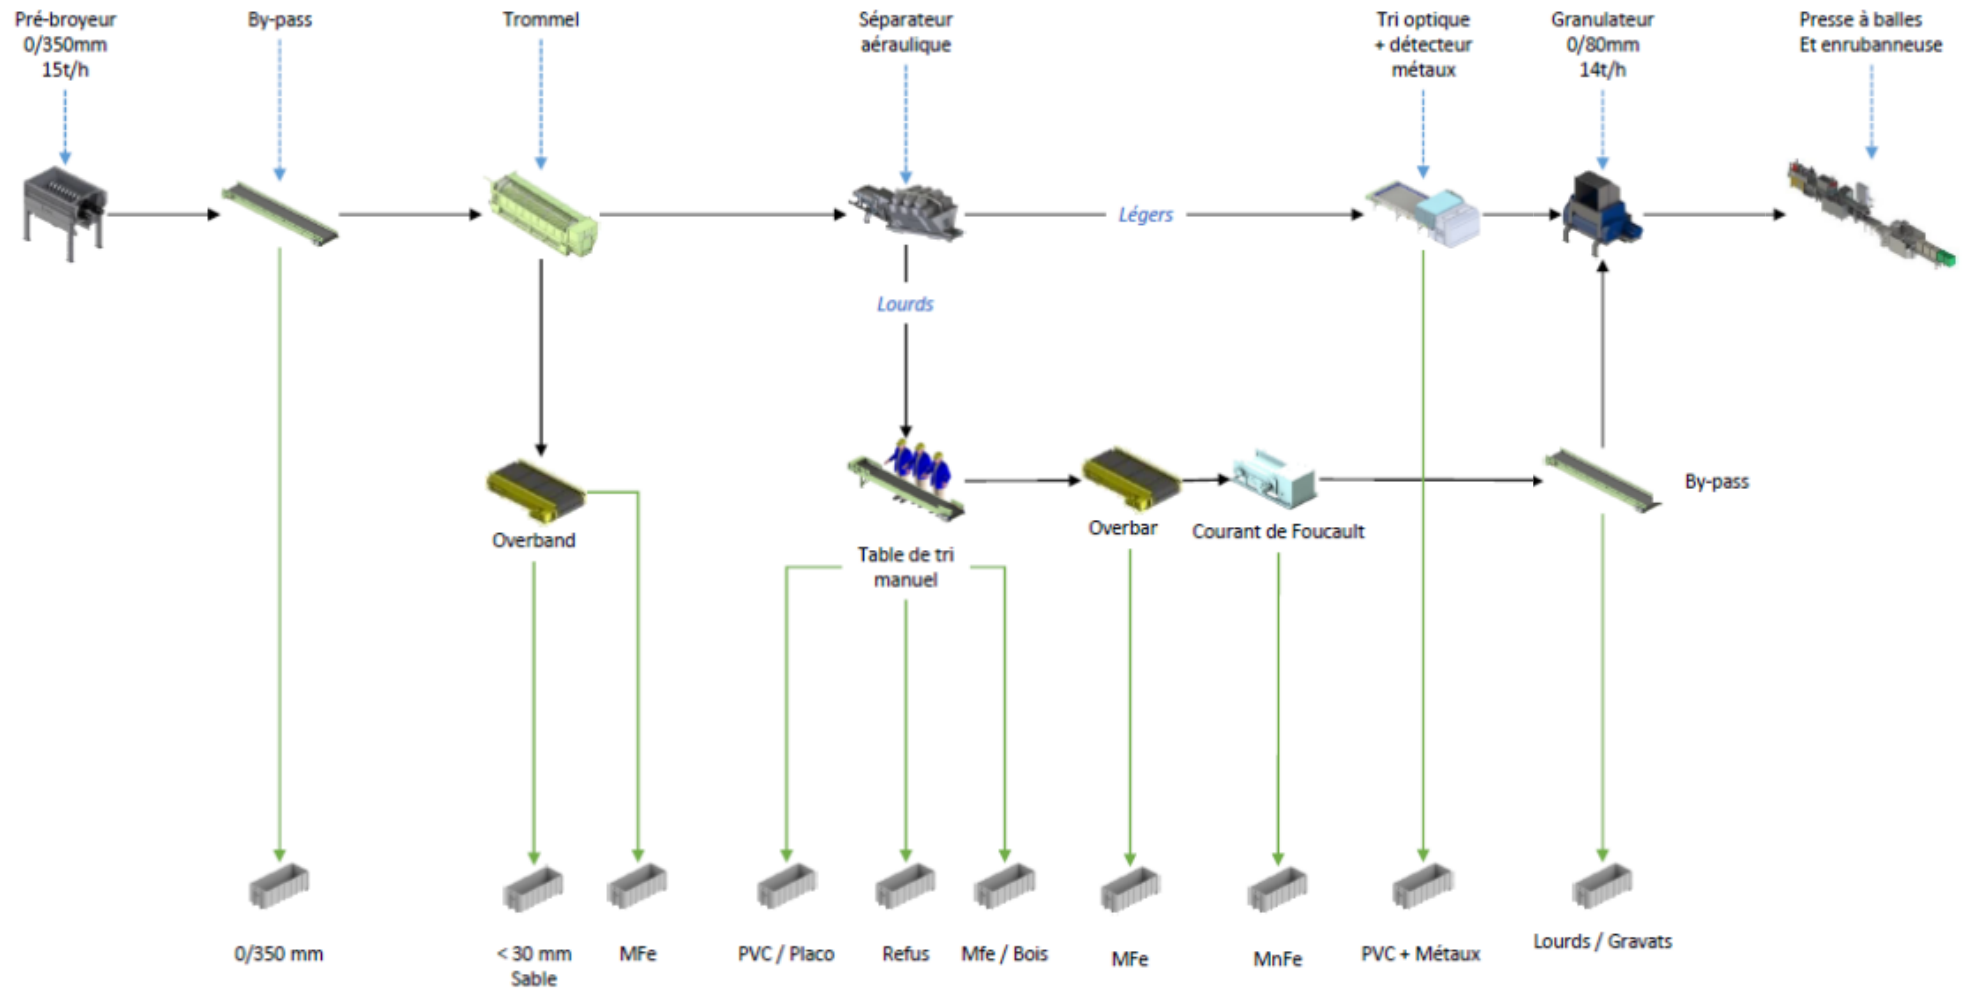 Pré-broyeur
0/350mm
15t/h
By-pass
Trommel
Séparateur
aéraulique
Tri optique
+ détecteur
métaux
Granulateur
0/80mm
14t/h
Presse à balles
Et enrubanneuse
Légers
Lourds
Overband
Table de tri
manuel
Overbar
Courant de Foucault
By-pass
0/350 mm
< 30 mm
Sable
MFe
PVC / Placo
Refus
Mfe / Bois
MFe
MnFe
PVC + Métaux
Lourds / Gravats